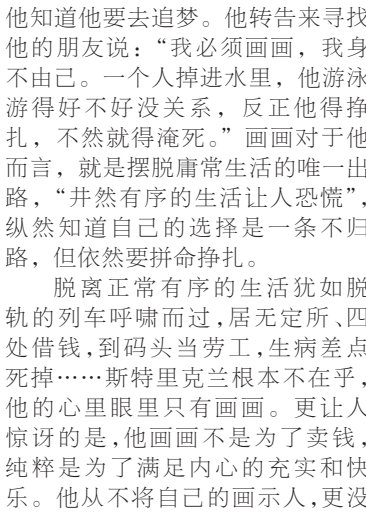 他知道他要去追梦。他转告来寻找
他的朋友说：“我必须画画，我身
不由己。一个人掉进水里，他游泳
游得好不好没关系，反正他得挣
扎，不然就得淹死。”画画对于他
而言，就是摆脱庸常生活的唯一出
路，“井然有序的生活让人恐慌”，
纵然知道自己的选择是一条不归
路，但依然要拼命挣扎。
脱离正常有序的生活犹如脱
轨的列车呼啸而过，居无定所、四
处借钱，到码头当劳工，生病差点
死掉……斯特里克兰根本不在乎，
他的心里眼里只有画画。更让人
惊讶的是，他画画不是为了卖钱，
纯粹是为了满足内心的充实和快
乐。他从不将自己的画示人，更没